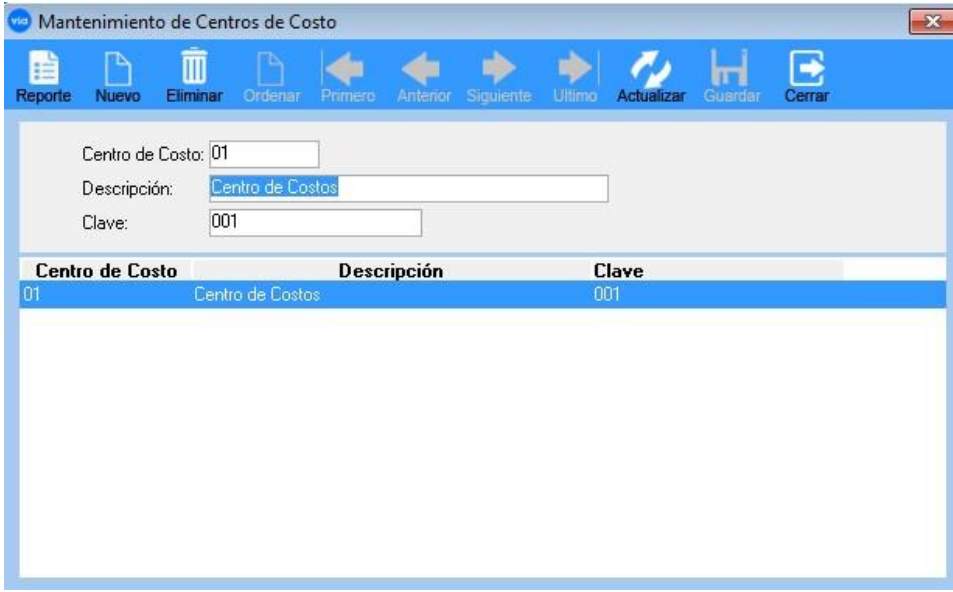 via Mantenimiento de Centros de Costo
Reporte Nuevo Eliminar Ordenar Primero Anterior Siguiente Ultimo Actualizar Guardar Cerrar
Centro de Costo: 01
Descripción: Centro de Costos
Clave: 001
Centro de Costo Descripción Clave
01 Centro de Costos 001